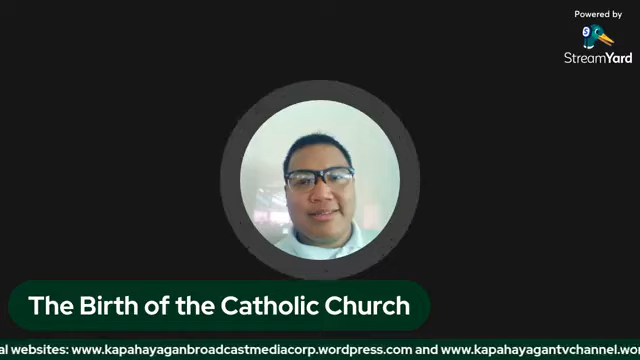 Powered by
StreamYard
The Birth of the Catholic Church
al websites: www.kapahayaganbroadcastmediacorp.wordpress.com and www.kapahayagantvchannel.wor